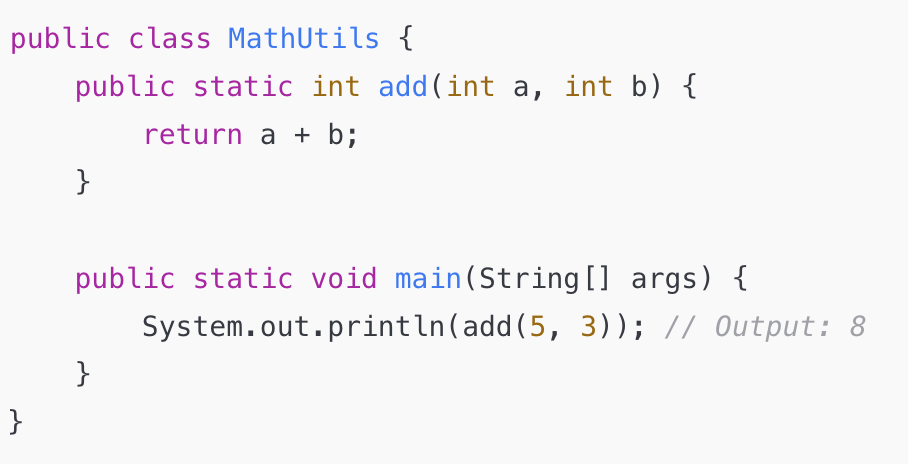 public class MathUtils {
    public static int add(int a, int b) {
        return a + b;
    }

    public static void main(String[] args) {
        System.out.println(add(5, 3)); // Output: 8
    }
}